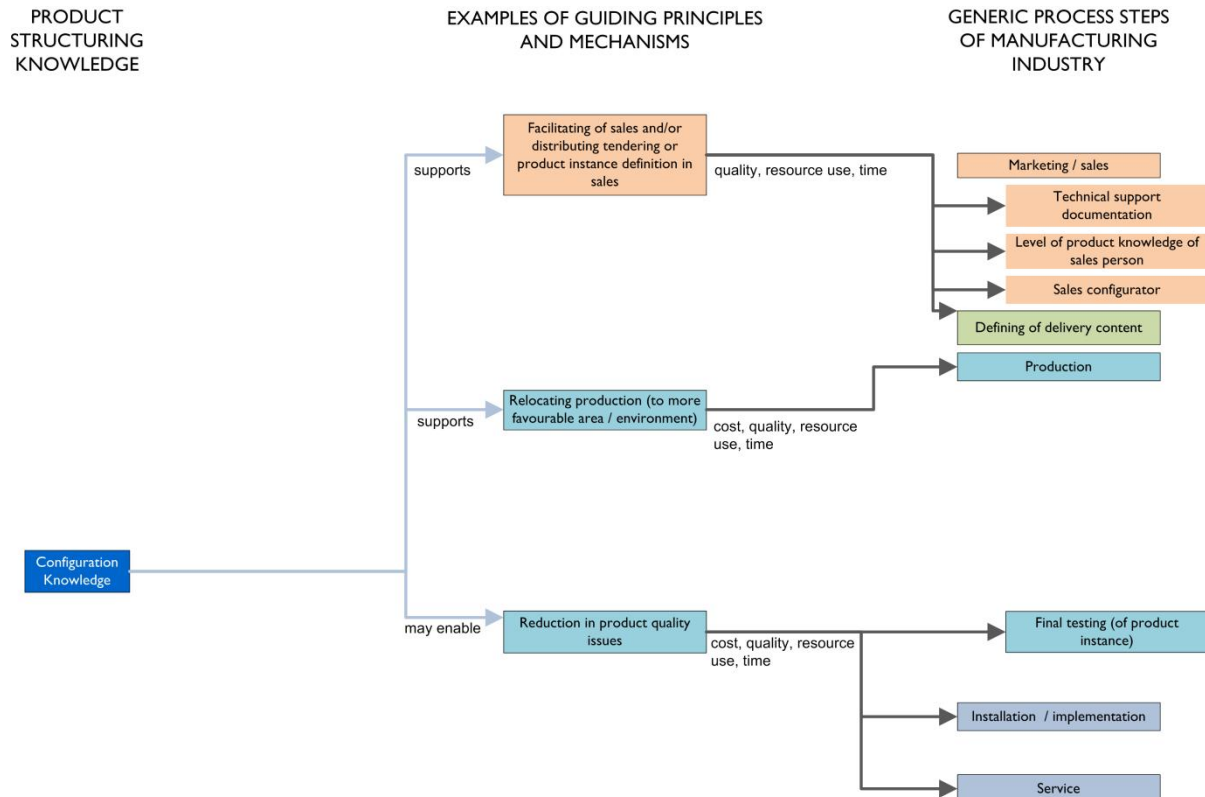 PRODUCT
STRUCTURING
KNOWLEDGE
EXAMPLES OF GUIDING PRINCIPLES
AND MECHANISMS
GENERIC PROCESS STEPS
OF MANUFACTURING
INDUSTRY
Configuration
Knowledge
supports
Facilitating of sales and/or
distributing tendering or
product instance definition in
sales
quality, resource use, time
Marketing / sales
Technical support
documentation
Level of product knowledge of
sales person
Sales configurator
Defining of delivery content
supports
Relocating production (to more
favourable area / environment)
cost, quality, resource
use, time
Production
may enable
Reduction in product quality
issues
cost, quality, resource
use, time
Final testing (of product
instance)
Installation / implementation
Service